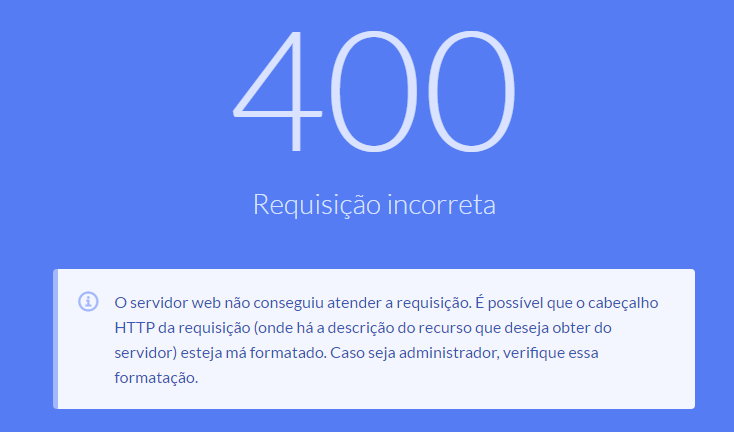 400
Requisição incorreta
O servidor web não conseguiu atender a requisição. É possível que o cabeçalho
HTTP da requisição (onde há a descrição do recurso que deseja obter do
servidor) esteja má formatado. Caso seja administrador, verifique essa
formatação.